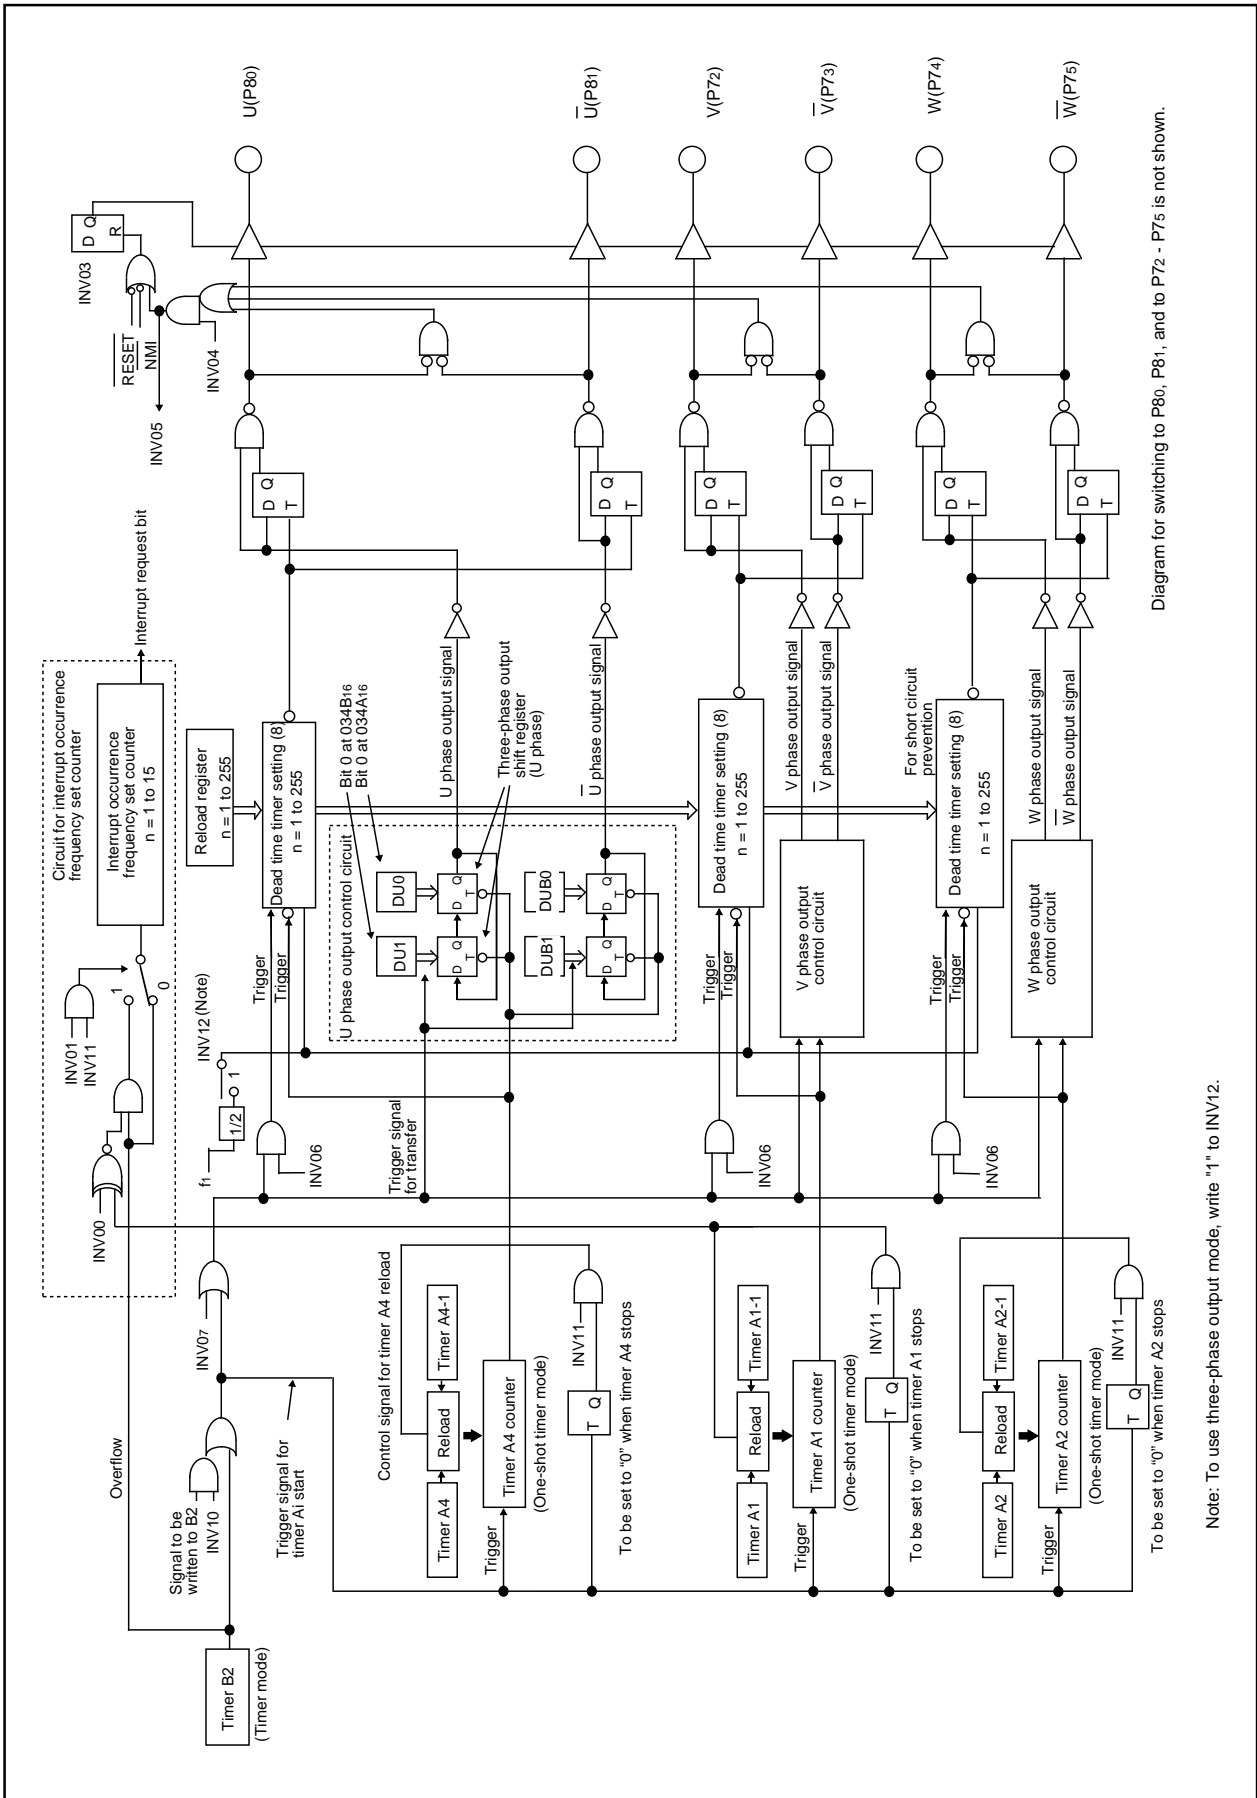 Circuit for interrupt occurrence
frequency set counter
Interrupt occurrence
frequency set counter
n = 1 to 15
Interrupt request bit
INV01
INV11
1
0
INV00
Overflow
Signal to be
written to B2
INV10
INV07
Trigger signal for
timer Ai start
Timer B2
(Timer mode)
f1
1/2
1
INV12 (Note)
INV06
Trigger
Trigger
Reload register
n = 1 to 255
Dead time timer setting (8)
n = 1 to 255
INV05
RESET
NMI
INV04
INV03
D Q
R
D Q
T
U(P80)
Trigger signal
for transfer
U phase output control circuit
DU1
DU0
D Q
T
D Q
T
Bit 0 at 034B16
Bit 0 at 034A16
Three-phase output
shift register
(U phase)
U phase output signal
DUB1
DUB0
D Q
T
D Q
T
U phase output signal
D Q
T
U(P81)
Control signal for timer A4 reload
Timer A4
Reload
Timer A4-1
Trigger
Timer A4 counter
(One-shot timer mode)
T Q
INV11
To be set to “0” when timer A4 stops
INV06
Trigger
Trigger
Dead time timer setting (8)
n = 1 to 255
V phase output
control circuit
V phase output signal
V phase output signal
D Q
T
D Q
T
V(P72)
V(P73)
Timer A1
Reload
Timer A1-1
Trigger
Timer A1 counter
(One-shot timer mode)
T Q
INV11
To be set to “0” when timer A1 stops
INV06
Trigger
Trigger
For short circuit
prevention
Dead time timer setting (8)
n = 1 to 255
W phase output
control circuit
W phase output signal
W phase output signal
D Q
T
D Q
T
W(P74)
W(P75)
Timer A2
Reload
Timer A2-1
Trigger
Timer A2 counter
(One-shot timer mode)
T Q
INV11
To be set to “0” when timer A2 stops
Diagram for switching to P80, P81, and to P72 - P75 is not shown.
Note: To use three-phase output mode, write "1" to INV12.